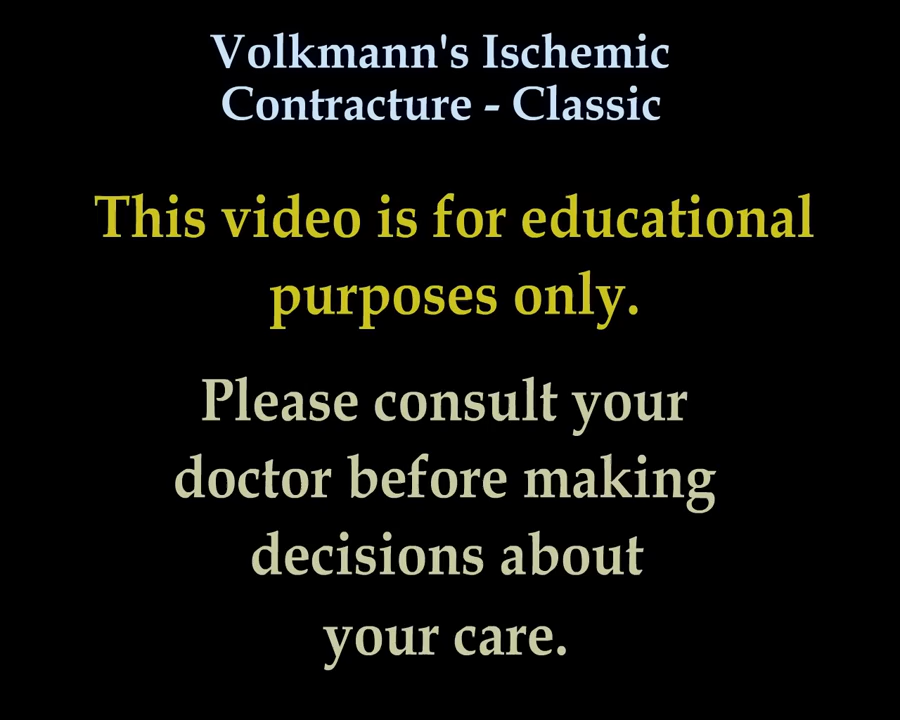 Volkmann's Ischemic
Contracture - Classic
This video is for educational
purposes only.
Please consult your
doctor before making
decisions about
your care.